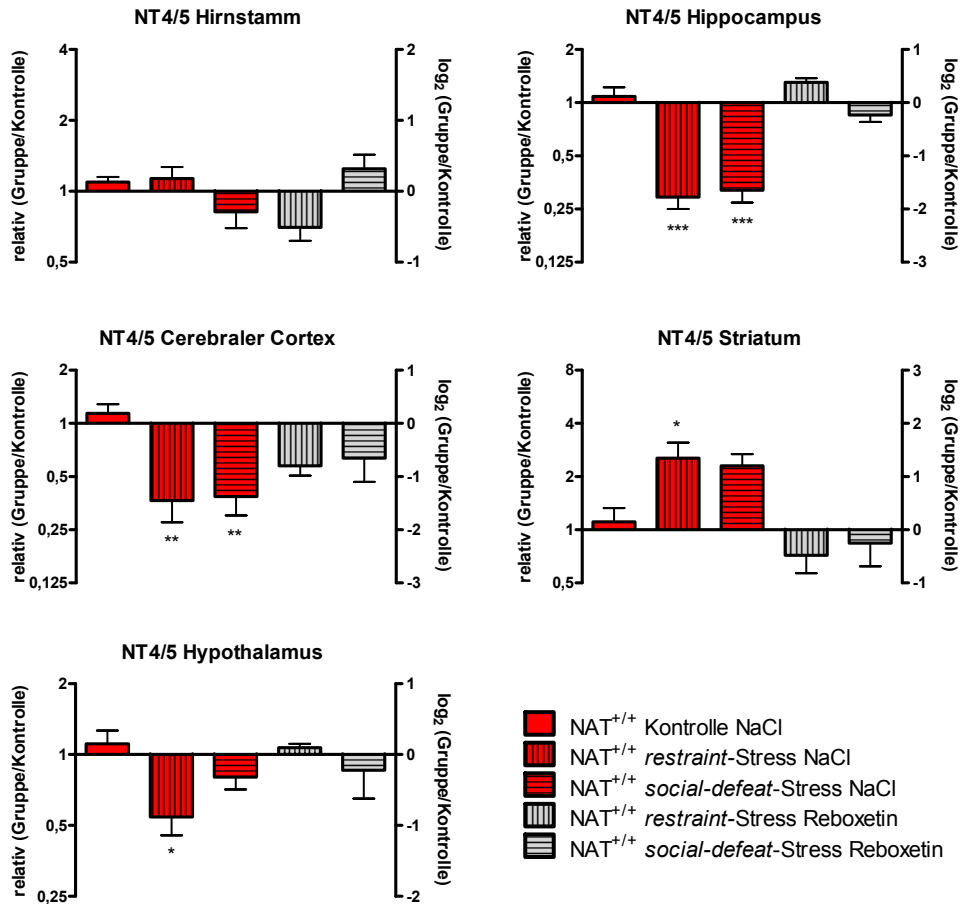 NT4/5 Hirnstamm
relativ (Gruppe/Kontrolle)
4
2
1
0,5
2
1
0
-1
log2 (Gruppe/Kontrolle)
NT4/5 Hippocampus
relativ (Gruppe/Kontrolle)
2
1
0,5
0,25
0,125
*** ***
1
0
-1
-2
-3
log2 (Gruppe/Kontrolle)
NT4/5 Cerebraler Cortex
relativ (Gruppe/Kontrolle)
2
1
0,5
0,25
0,125
** **
1
0
-1
-2
-3
log2 (Gruppe/Kontrolle)
NT4/5 Striatum
relativ (Gruppe/Kontrolle)
8
4
2
1
0,5
*
3
2
1
0
-1
log2 (Gruppe/Kontrolle)
NT4/5 Hypothalamus
relativ (Gruppe/Kontrolle)
2
1
0,5
0,25
*
1
0
-1
-2
log2 (Gruppe/Kontrolle)
NAT+/+ Kontrolle NaCl
NAT+/+ restraint-Stress NaCl
NAT+/+ social-defeat-Stress NaCl
NAT+/+ restraint-Stress Reboxetin
NAT+/+ social-defeat-Stress Reboxetin